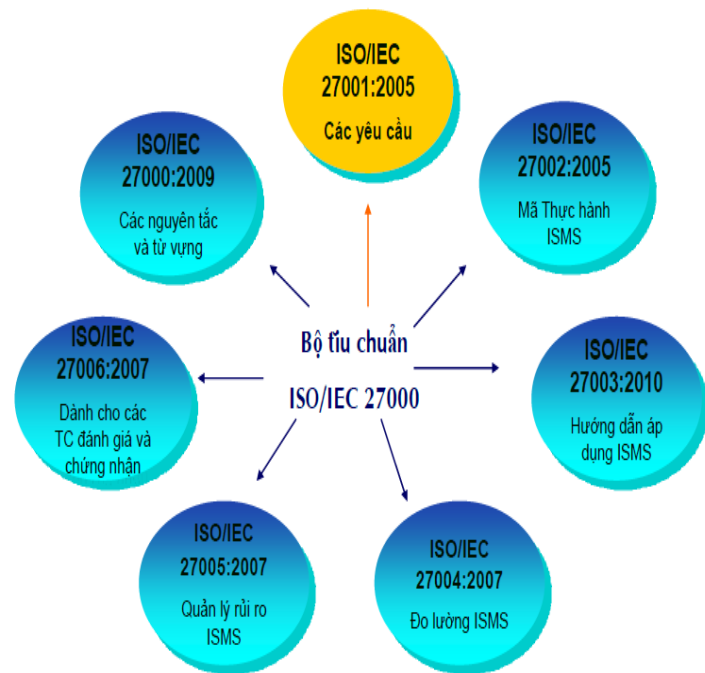 ISO/IEC
27001:2005
Các yêu cầu
ISO/IEC
27000:2009
Các nguyên tắc
và từ vựng
ISO/IEC
27002:2005
Mã Thực hành
ISMS
Bộ tiu chuẩn
ISO/IEC 27000
ISO/IEC
27006:2007
Dành cho các
TC đánh giá và
chứng nhận
ISO/IEC
27003:2010
Hướng dẫn áp
dụng ISMS
ISO/IEC
27005:2007
Quản lý rủi ro
ISMS
ISO/IEC
27004:2007
Đo lường ISMS